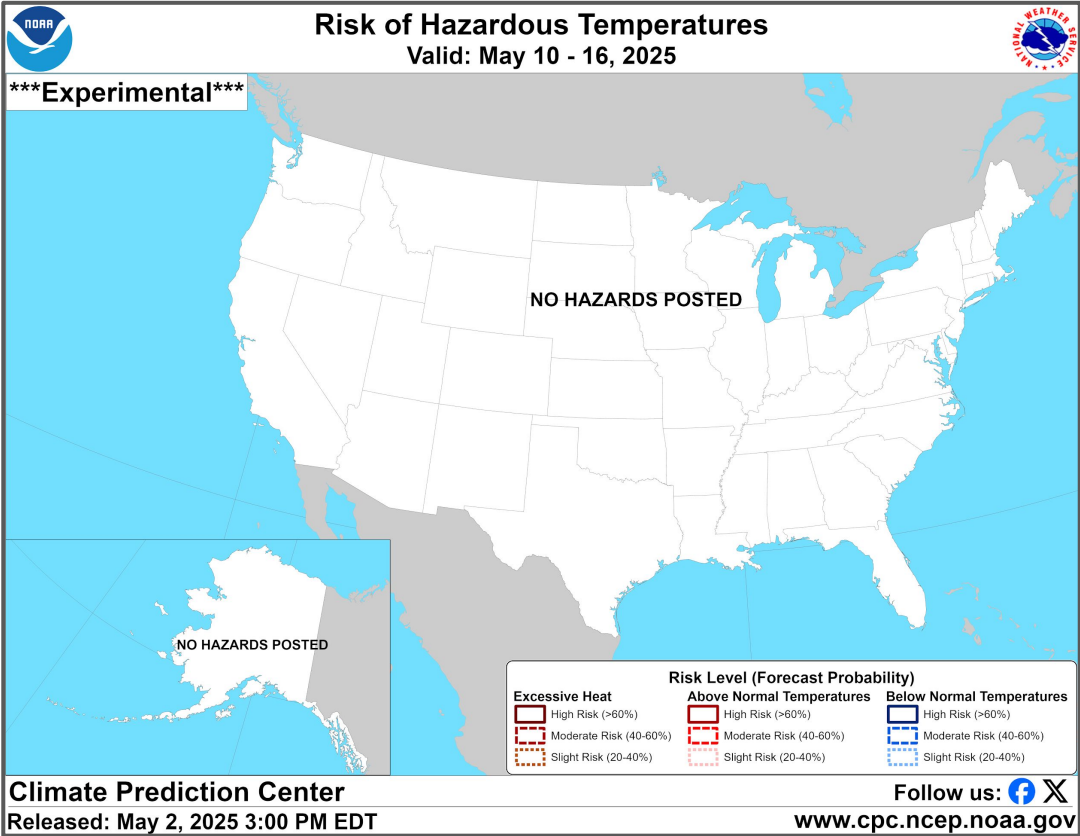 NOAA
Risk of Hazardous Temperatures
Valid: May 10 - 16, 2025
NATIONAL WEATHER SERVICE
***Experimental***
NO HAZARDS POSTED
NO HAZARDS POSTED
Risk Level (Forecast Probability)
Excessive Heat
High Risk (>60%)
Moderate Risk (40-60%)
Slight Risk (20-40%)
Above Normal Temperatures
High Risk (>60%)
Moderate Risk (40-60%)
Slight Risk (20-40%)
Below Normal Temperatures
High Risk (>60%)
Moderate Risk (40-60%)
Slight Risk (20-40%)
Climate Prediction Center
Follow us:
Released: May 2, 2025 3:00 PM EDT
www.cpc.ncep.noaa.gov